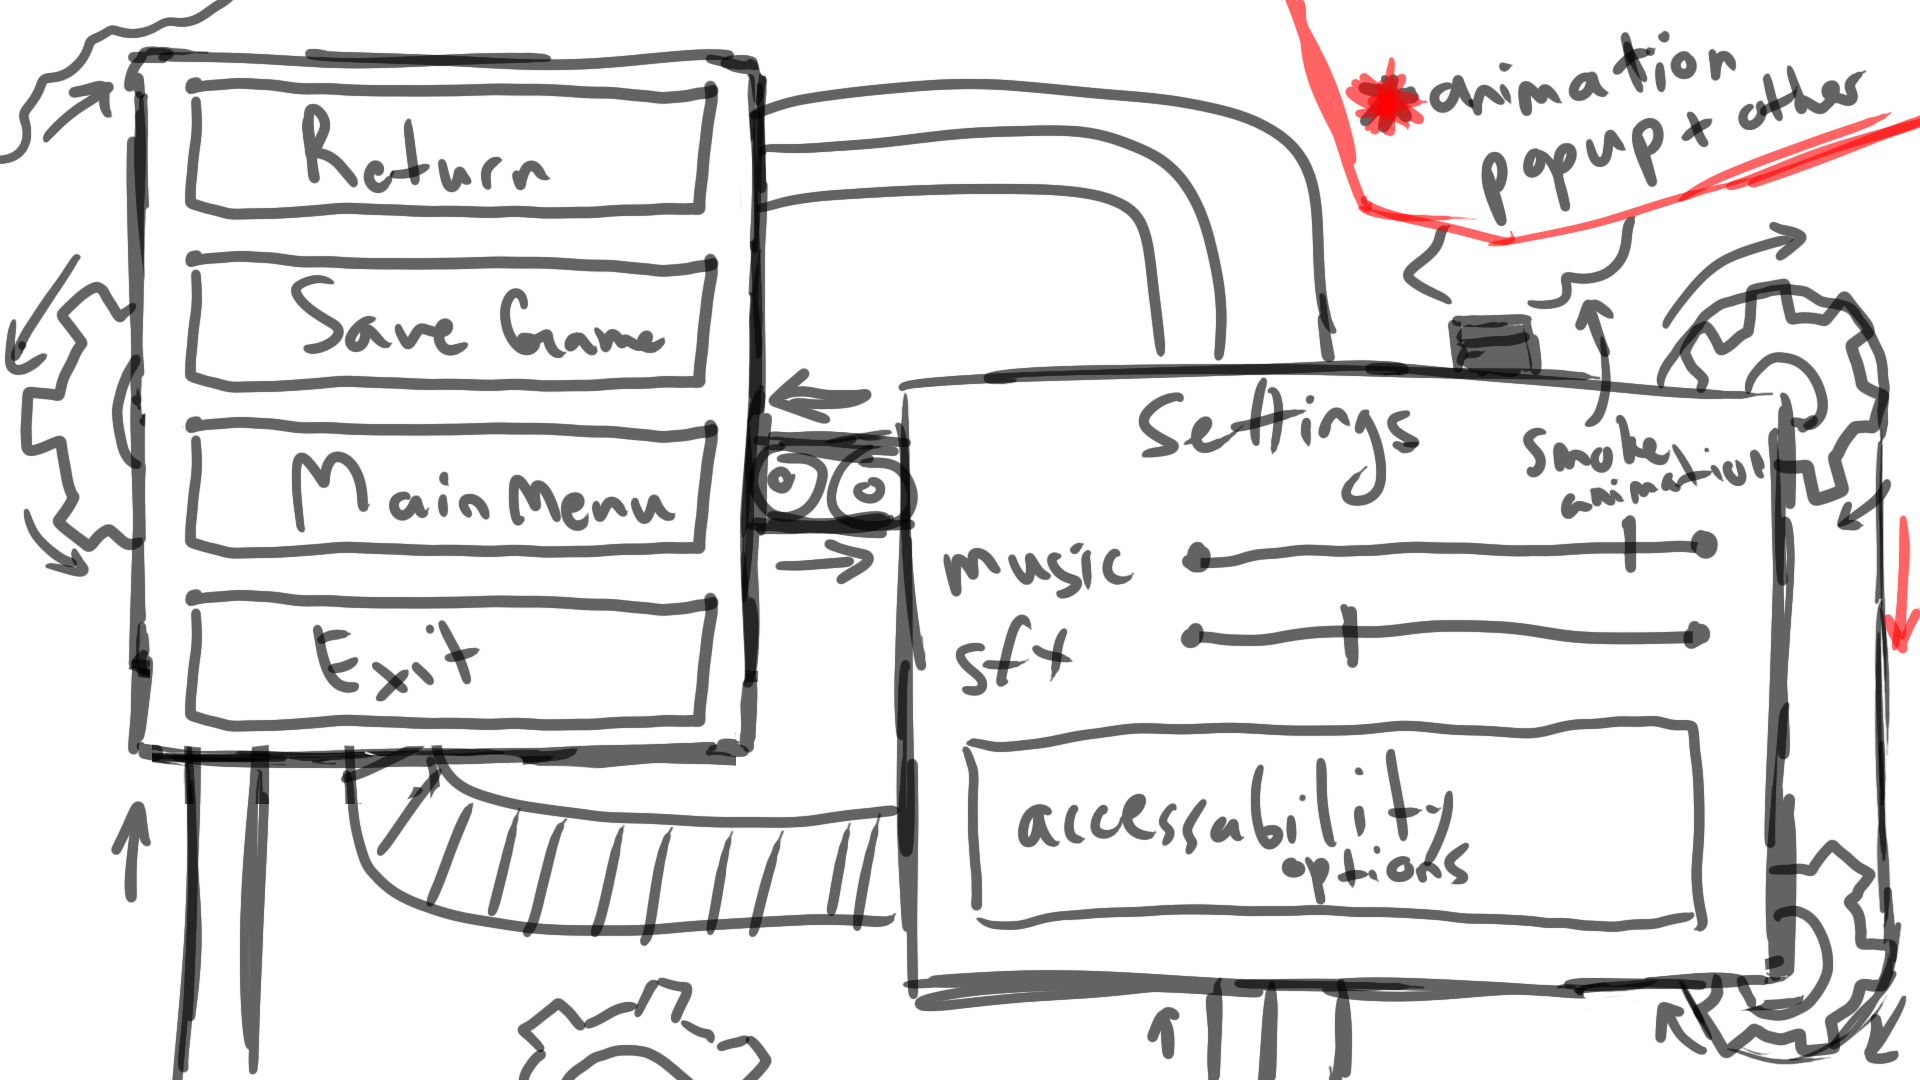 Return
Save Game
Main Menu
Exit
*animation
popup + other
Settings
smoke
animation
music
sfx
accessability
options